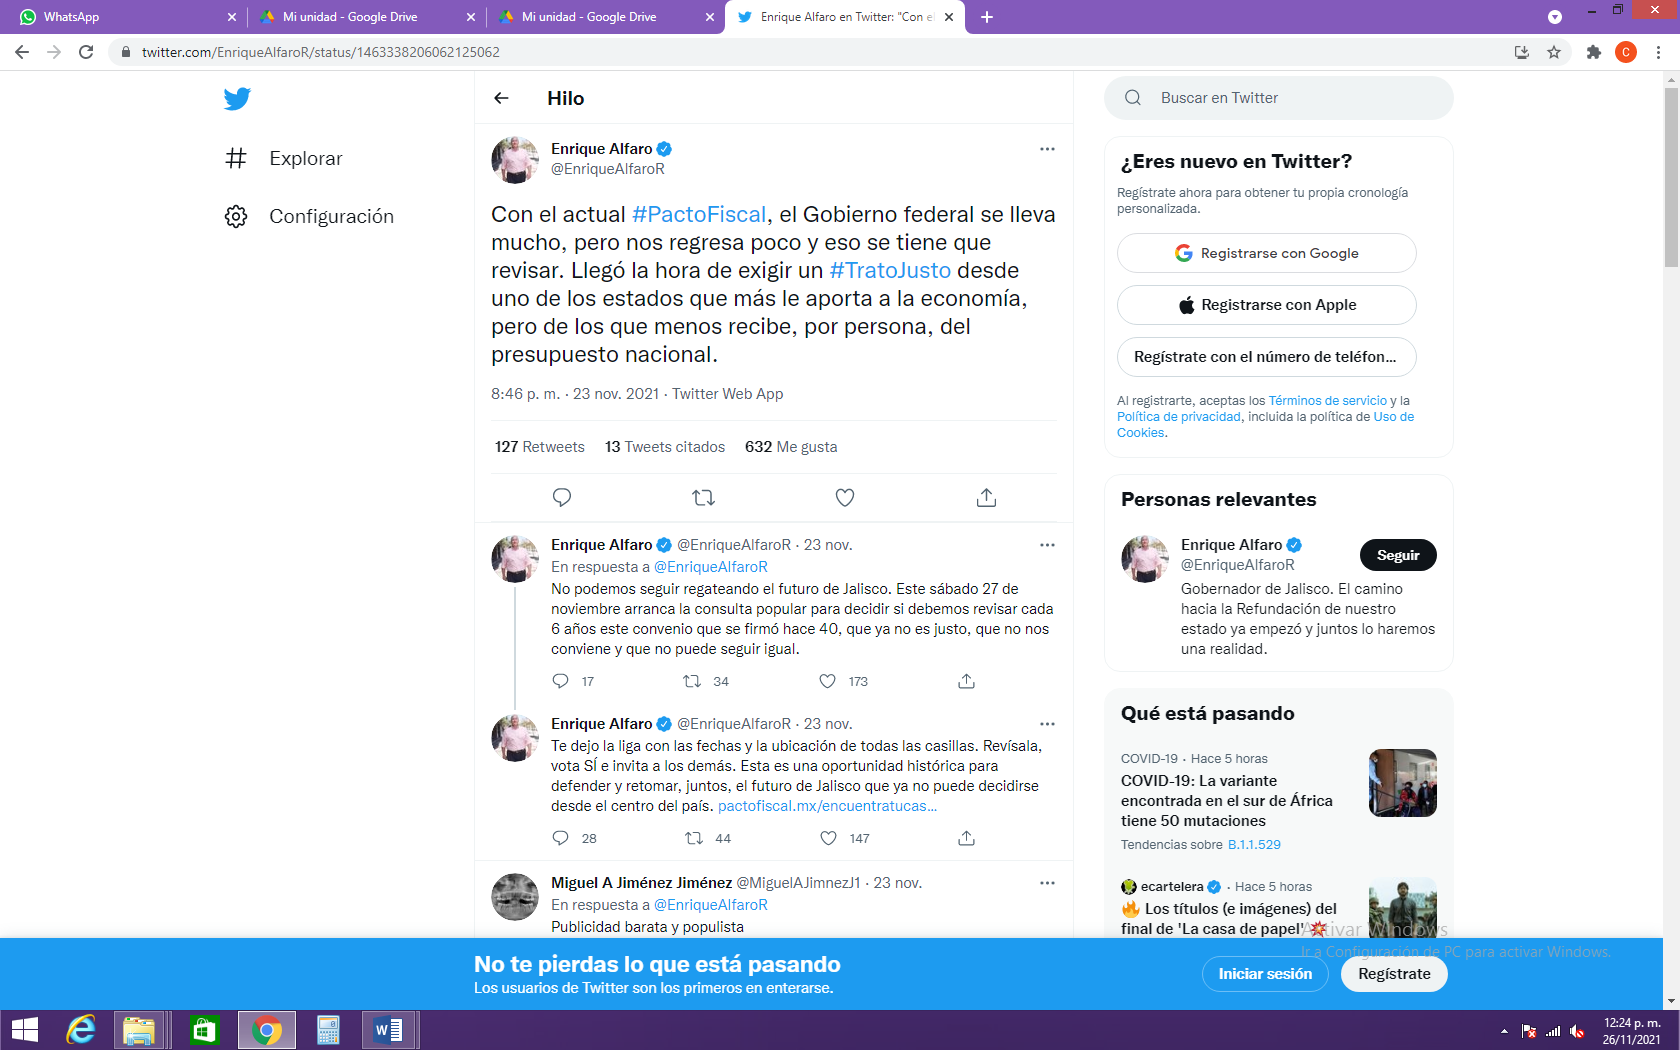 WhatsApp
Mi unidad - Google Drive
Mi unidad - Google Drive
Enrique Alfaro en Twitter: "Con el
twitter.com/EnriqueAlfaroR/status/1463338206062125062
C
Explorar
Configuración
Hilo
Enrique Alfaro
@EnriqueAlfaroR
Con el actual #PactoFiscal, el Gobierno federal se lleva
mucho, pero nos regresa poco y eso se tiene que
revisar. Llegó la hora de exigir un #TratoJusto desde
uno de los estados que más le aporta a la economía,
pero de los que menos recibe, por persona, del
presupuesto nacional.
8:46 p. m. · 23 nov. 2021 · Twitter Web App
127 Retweets 13 Tweets citados 632 Me gusta
Enrique Alfaro @EnriqueAlfaroR · 23 nov.
En respuesta a @EnriqueAlfaroR
No podemos seguir regateando el futuro de Jalisco. Este sábado 27 de
noviembre arranca la consulta popular para decidir si debemos revisar cada
6 años este convenio que se firmó hace 40, que ya no es justo, que no nos
conviene y que no puede seguir igual.
17 34 173
Enrique Alfaro @EnriqueAlfaroR · 23 nov.
Te dejo la liga con las fechas y la ubicación de todas las casillas. Revísala,
vota SÍ e invita a los demás. Esta es una oportunidad histórica para
defender y retomar, juntos, el futuro de Jalisco que ya no puede decidirse
desde el centro del país. pactofiscal.mx/encuentratucas...
28 44 147
Miguel A Jiménez Jiménez @MiguelAJimnezJ1 · 23 nov.
En respuesta a @EnriqueAlfaroR
Publicidad barata y populista
Buscar en Twitter
¿Eres nuevo en Twitter?
Regístrate ahora para obtener tu propia cronología
personalizada.
Registrarse con Google
Registrarse con Apple
Regístrate con el número de teléfon...
Al registrarte, aceptas los Términos de servicio y la
Política de privacidad, incluida la política de Uso de
Cookies.
Personas relevantes
Enrique Alfaro
@EnriqueAlfaroR
Seguir
Gobernador de Jalisco. El camino
hacia la Refundación de nuestro
estado ya empezó y juntos lo haremos
una realidad.
Qué está pasando
COVID-19 · Hace 5 horas
COVID-19: La variante
encontrada en el sur de África
tiene 50 mutaciones
Tendencias sobre B.1.1.529
ecartelera · Hace 5 horas
Los títulos (e imágenes) del
final de 'La casa de papel'
Activar Windows
Ir a Configuración de PC para activar Windows.
No te pierdas lo que está pasando
Los usuarios de Twitter son los primeros en enterarse.
Iniciar sesión
Regístrate
12:24 p. m.
26/11/2021